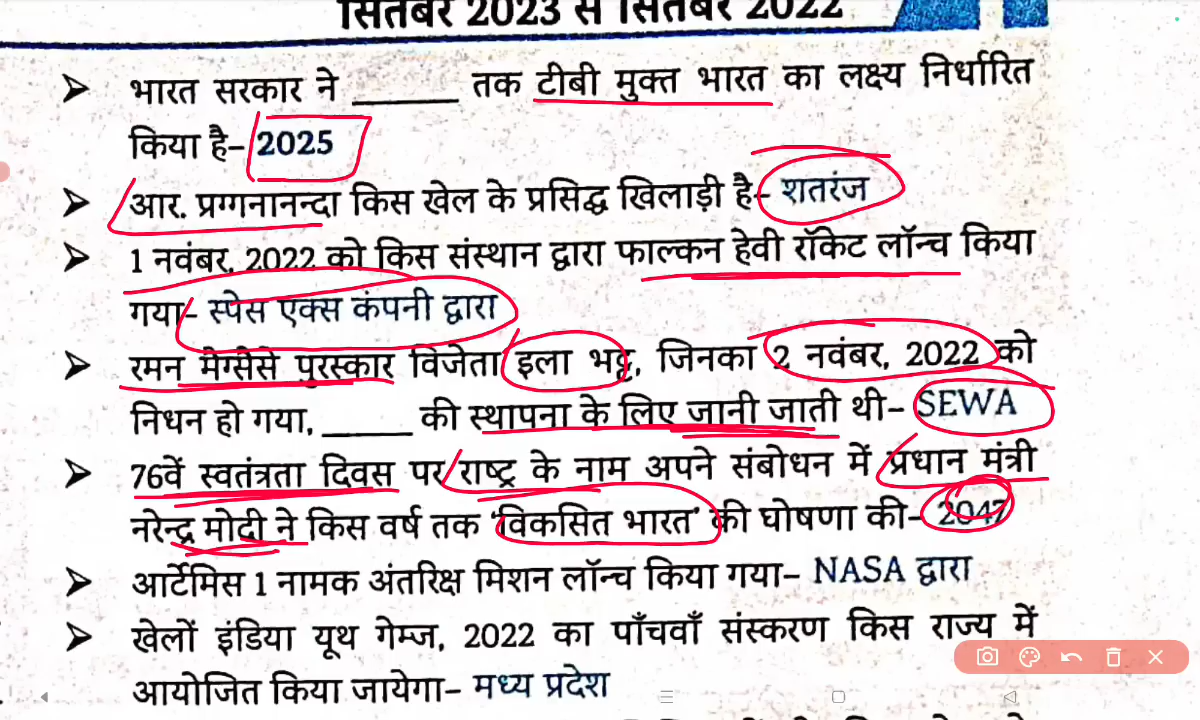 सितंबर 2023 से सितंबर 2022
➤ भारत सरकार ने ______ तक टीबी मुक्त भारत का लक्ष्य निर्धारित
किया है– 2025
➤ आर. प्रग्गनानन्दा किस खेल के प्रसिद्ध खिलाड़ी है– शतरंज
➤ 1 नवंबर, 2022 को किस संस्थान द्वारा फाल्कन हेवी रॉकेट लॉन्च किया
गया– स्पेस एक्स कंपनी द्वारा
➤ रमन मैग्सेसे पुरस्कार विजेता इला भट्ट, जिनका 2 नवंबर, 2022 को
निधन हो गया, ______ की स्थापना के लिए जानी जाती थी– SEWA
➤ 76वें स्वतंत्रता दिवस पर राष्ट्र के नाम अपने संबोधन में प्रधान मंत्री
नरेन्द्र मोदी ने किस वर्ष तक ‘विकसित भारत’ की घोषणा की– 2047
➤ आर्टेमिस 1 नामक अंतरिक्ष मिशन लॉन्च किया गया– NASA द्वारा
➤ खेलों इंडिया यूथ गेम्ज, 2022 का पाँचवाँ संस्करण किस राज्य में
आयोजित किया जायेगा– मध्य प्रदेश